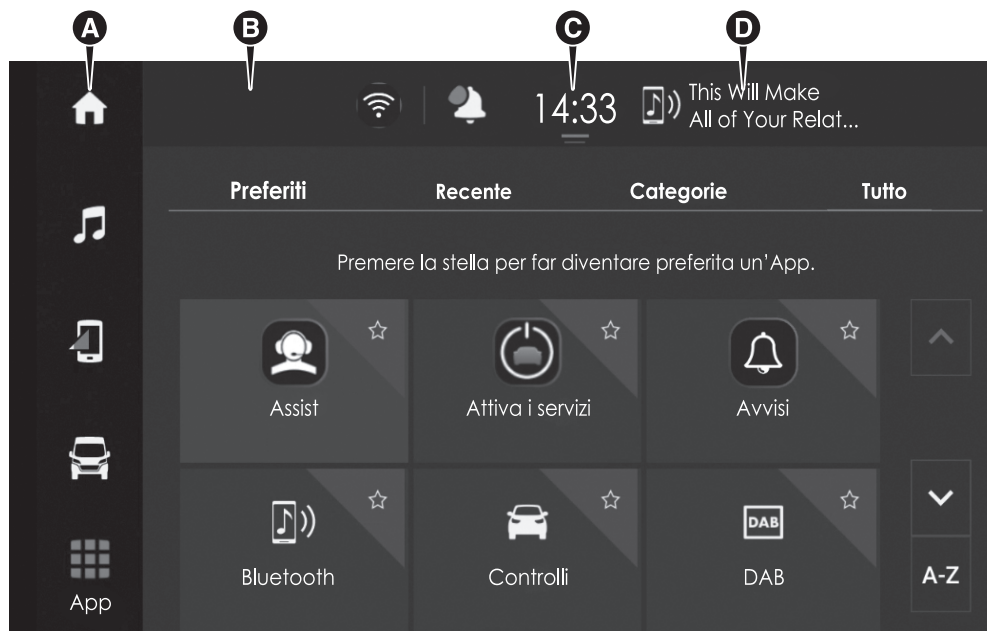 A B C D
14:33
This Will Make
All of Your Relat...
Preferiti Recente Categorie Tutto
Premere la stella per far diventare preferita un'App.
Assist Attiva i servizi Avvisi
DAB
Bluetooth Controlli DAB
A-Z
App